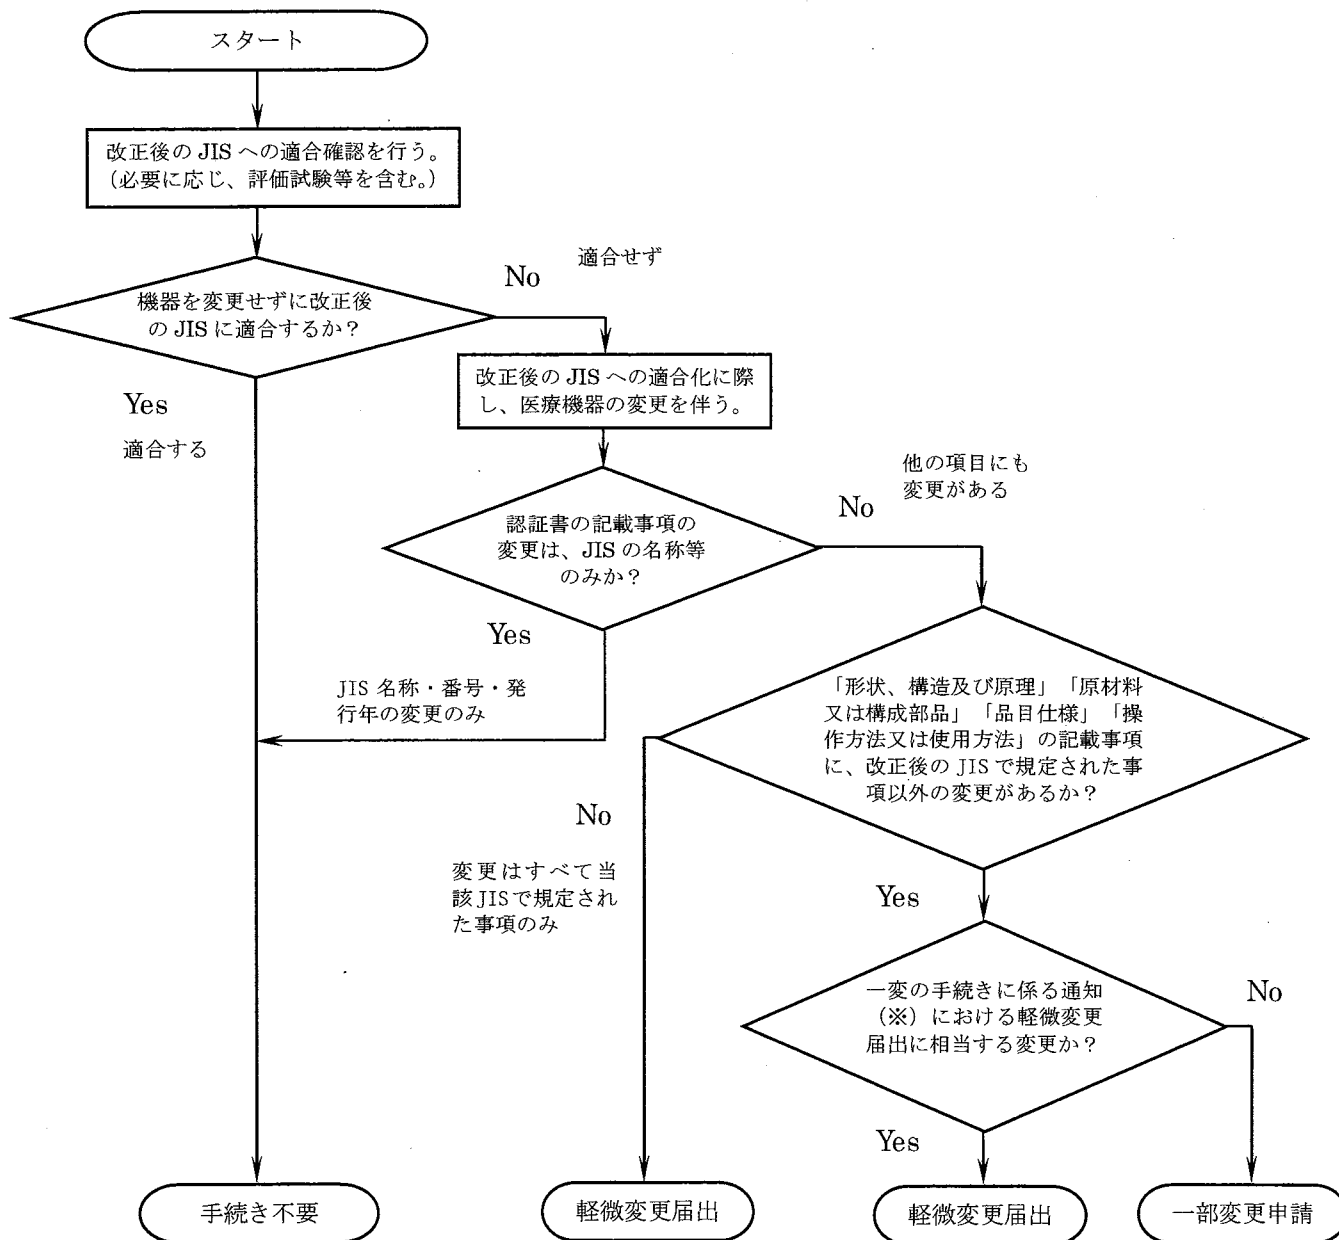 スタート
改正後の JIS への適合確認を行う。
（必要に応じ、評価試験等を含む。）
機器を変更せずに改正後
の JIS に適合するか？
No
適合せず
Yes
適合する
改正後の JIS への適合化に際
し、医療機器の変更を伴う。
認証書の記載事項の
変更は、JIS の名称等
のみか？
No
他の項目にも
変更がある
Yes
JIS 名称・番号・発
行年の変更のみ
「形状、構造及び原理」「原材料
又は構成部品」「品目仕様」「操
作方法又は使用方法」の記載事項
に、改正後の JIS で規定された事
項以外の変更があるか？
No
変更はすべて当
該 JIS で規定され
た事項のみ
Yes
一変の手続きに係る通知
（※）における軽微変更
届出に相当する変更か？
No
Yes
手続き不要
軽微変更届出
軽微変更届出
一部変更申請